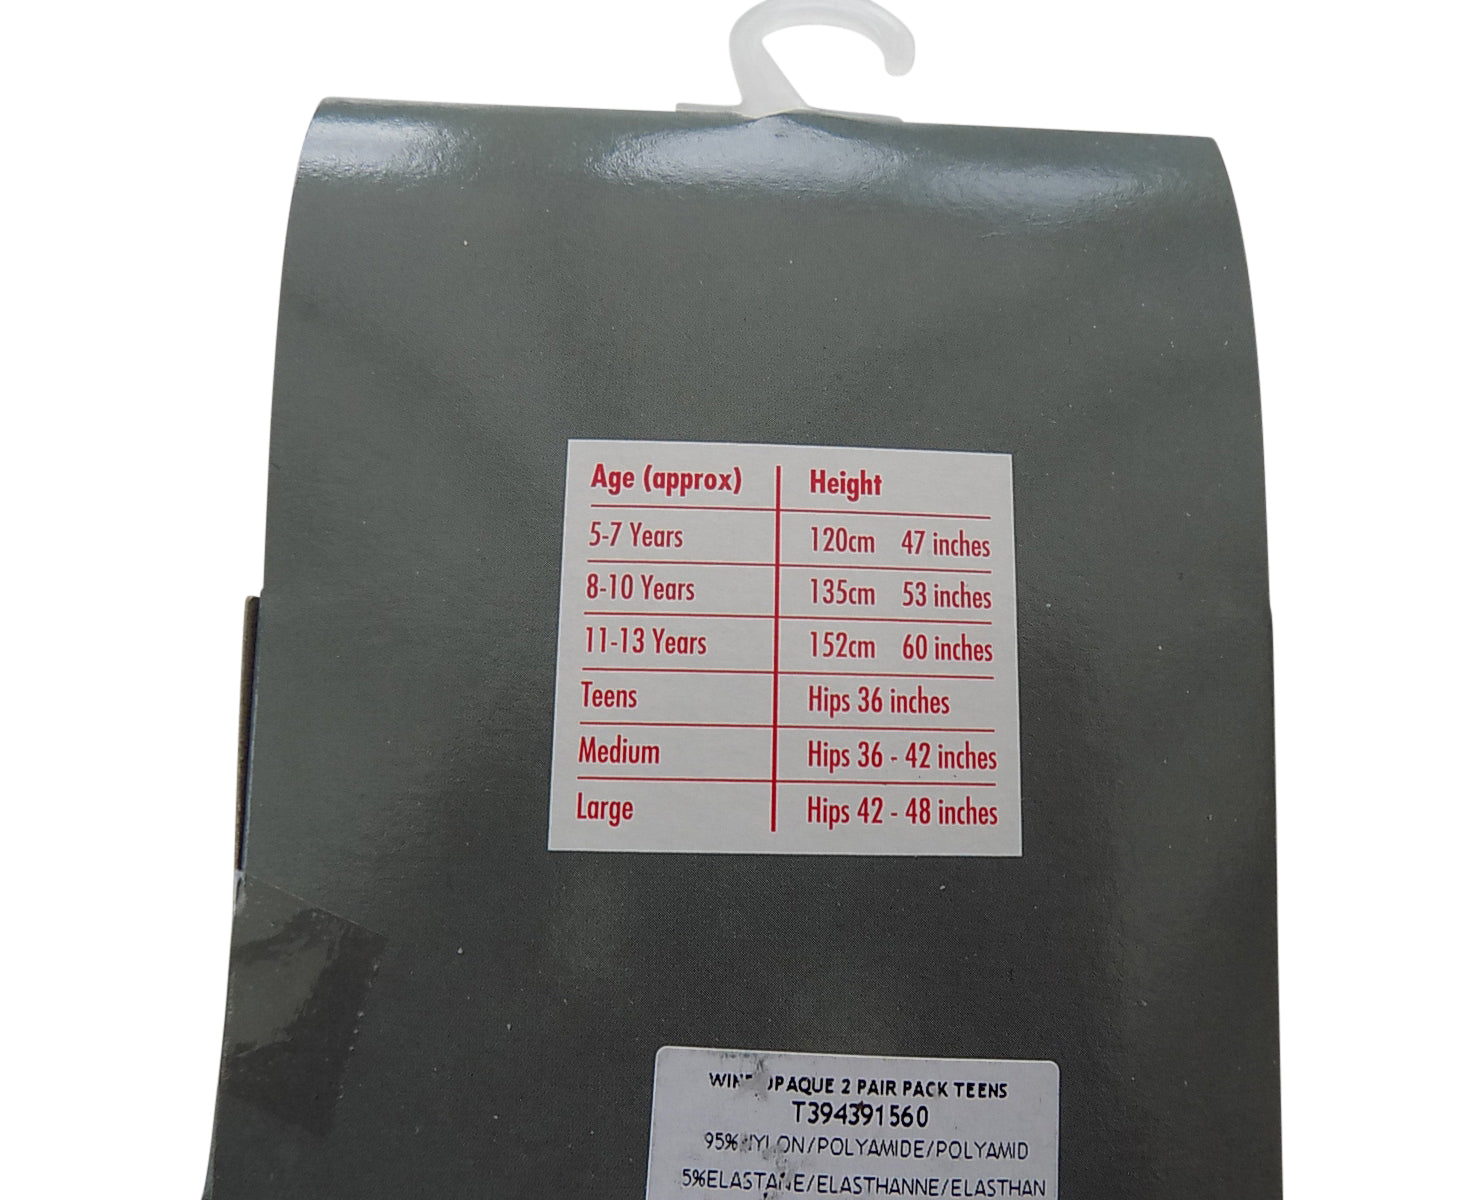 Age (approx) Height
5-7 Years 120cm 47 inches
8-10 Years 135cm 53 inches
11-13 Years 152cm 60 inches
Teens Hips 36 inches
Medium Hips 36 - 42 inches
Large Hips 42 - 48 inches
OPAQUE 2 PAIR PACK TEENS
T394391560
95% NYLON/POLYAMIDE/POLYAMID
5%ELASTANE/ELASTHANNE/ELASTHAN